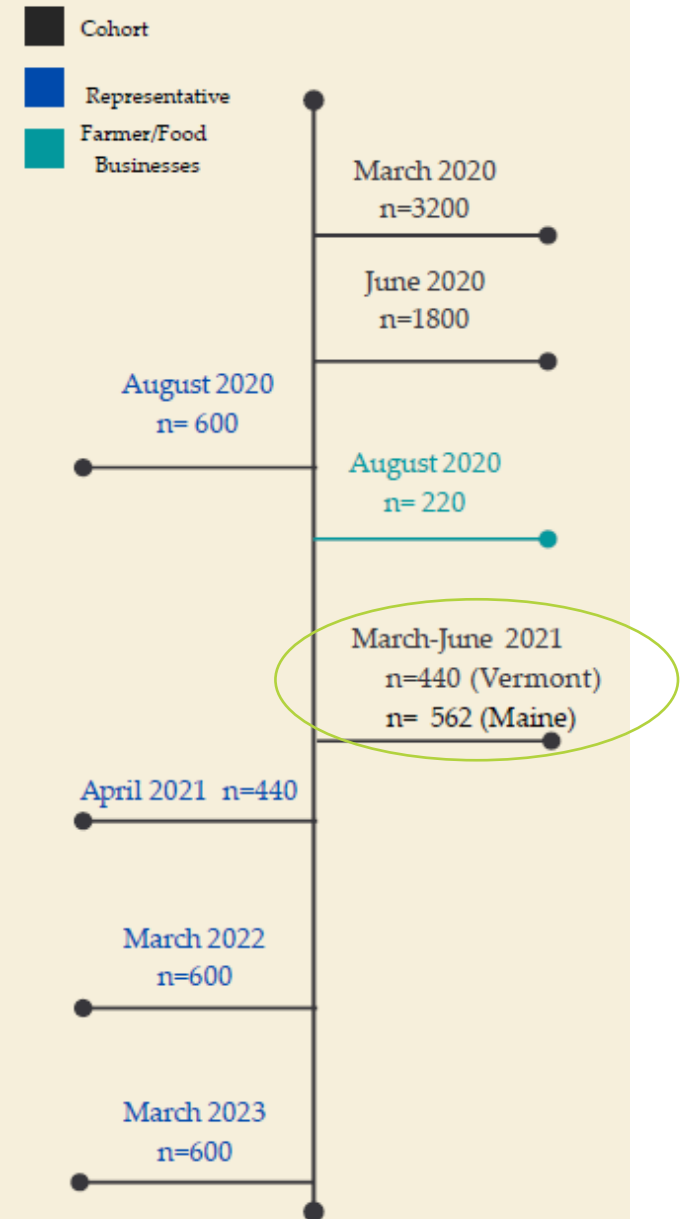 Cohort
Representative
Farmer/Food
Businesses
March 2020
n=3200
June 2020
n=1800
August 2020
n= 600
August 2020
n= 220
March-June 2021
n=440 (Vermont)
n= 562 (Maine)
April 2021 n=440
March 2022
n=600
March 2023
n=600